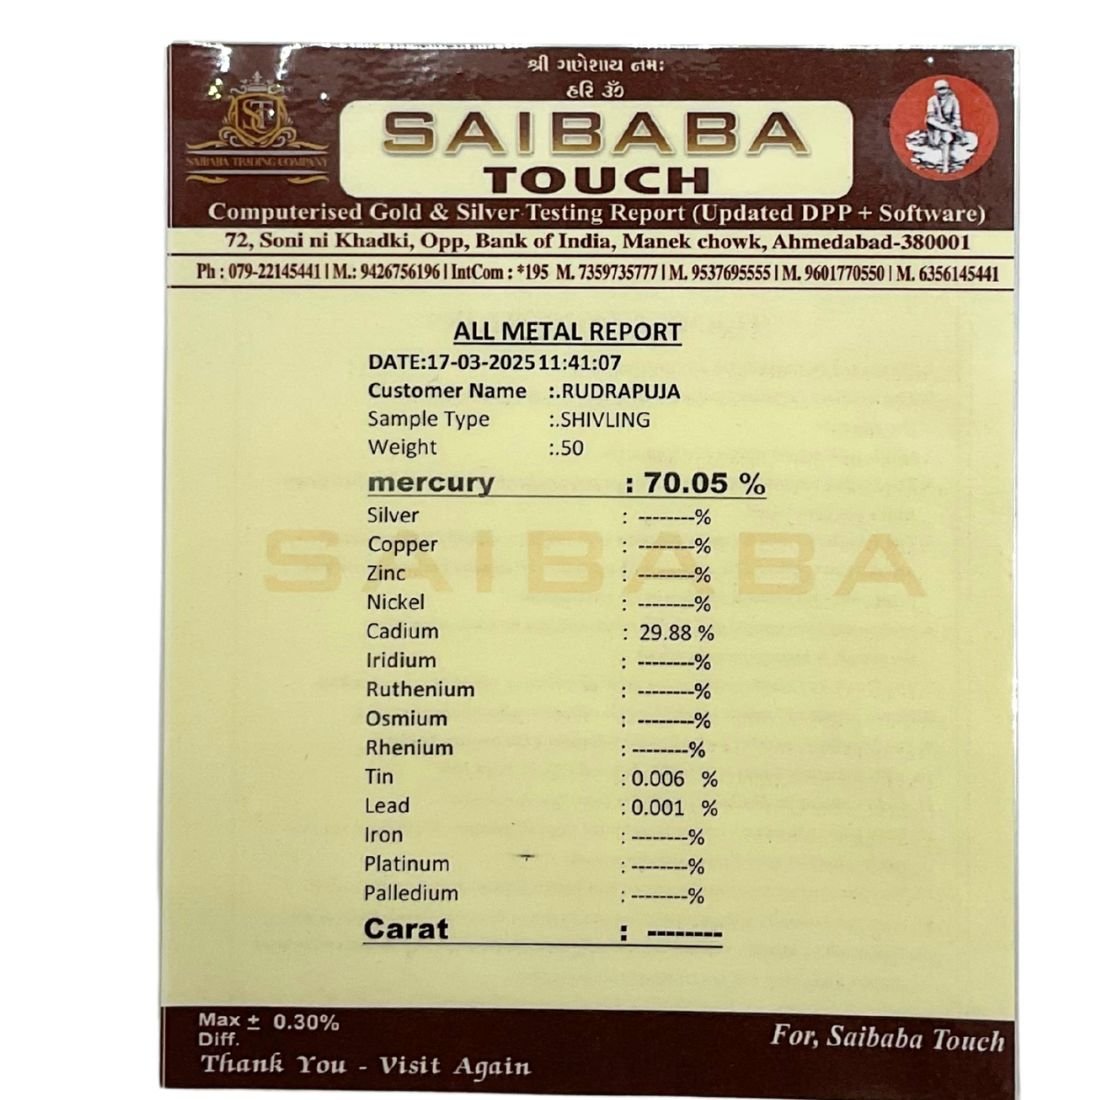 શ્રી ગણેશાય નમઃ
હરિ ૐ
ST
SAIBABA TRADING COMPANY
SAIBABA
TOUCH
Computerised Gold & Silver Testing Report (Updated DPP + Software)
72, Soni ni Khadki, Opp, Bank of India, Manek chowk, Ahmedabad-380001
Ph : 079-22145441 | M.: 9426756196 | IntCom : *195 M. 7359735777 | M. 9537695555 | M. 9601770550 | M. 6356145441
ALL METAL REPORT
DATE:17-03-2025 11:41:07
Customer Name :.RUDRAPUJA
Sample Type :.SHIVLING
Weight :.50
mercury : 70.05 %
Silver : --------%
Copper : --------%
Zinc : --------%
Nickel : --------%
Cadium : 29.88 %
Iridium : --------%
Ruthenium : --------%
Osmium : --------%
Rhenium : --------%
Tin : 0.006 %
Lead : 0.001 %
Iron : --------%
Platinum : --------%
Palledium : --------%
Carat : --------
SAIBABA
Max ± 0.30%
Diff.
For, Saibaba Touch
Thank You - Visit Again